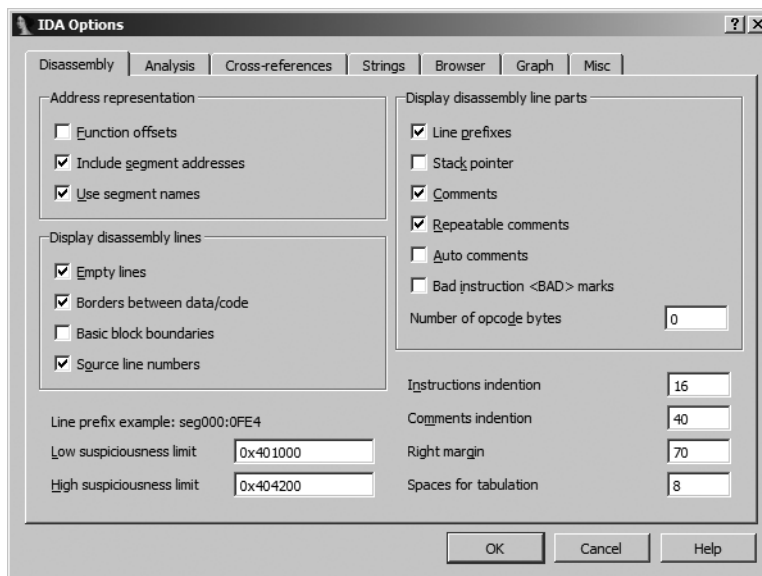 IDA Options
Disassembly Analysis Cross-references Strings Browser Graph Misc
Address representation
Function offsets
Include segment addresses
Use segment names
Display disassembly lines
Empty lines
Borders between data/code
Basic block boundaries
Source line numbers
Line prefix example: seg000:0FE4
Low suspiciousness limit 0x401000
High suspiciousness limit 0x404200
Display disassembly line parts
Line prefixes
Stack pointer
Comments
Repeatable comments
Auto comments
Bad instruction <BAD> marks
Number of opcode bytes 0
Instructions indention 16
Comments indention 40
Right margin 70
Spaces for tabulation 8
OK Cancel Help